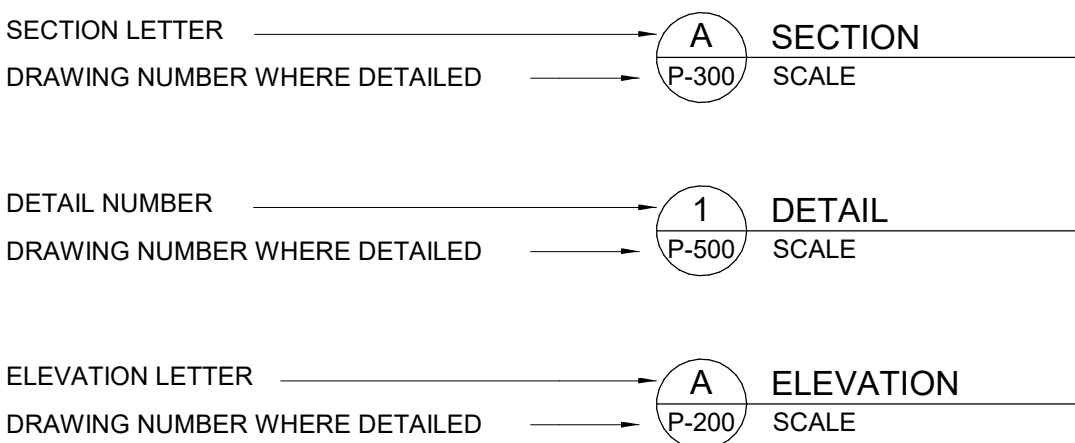 SECTION LETTER
A
SECTION
DRAWING NUMBER WHERE DETAILED
P-300
SCALE
DETAIL NUMBER
1
DETAIL
DRAWING NUMBER WHERE DETAILED
P-500
SCALE
ELEVATION LETTER
A
ELEVATION
DRAWING NUMBER WHERE DETAILED
P-200
SCALE